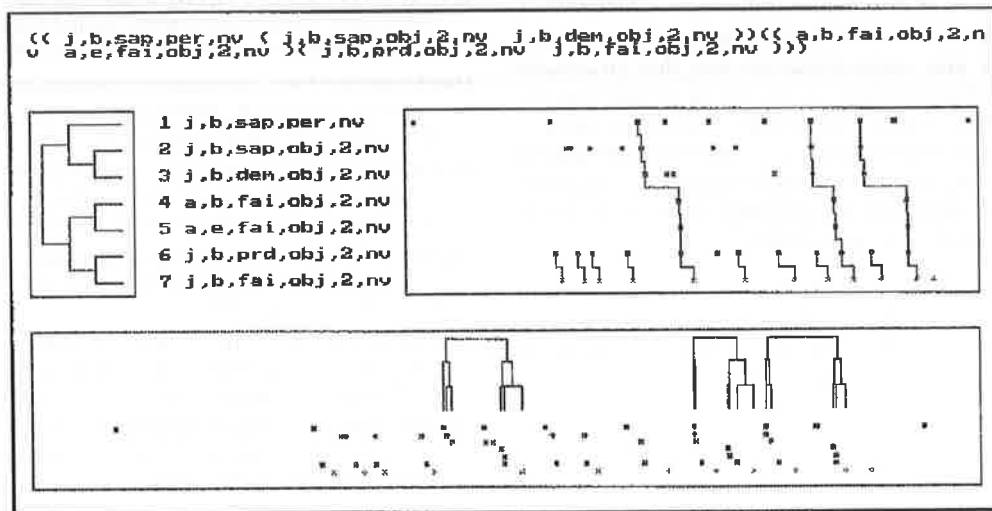 (( j,b,sap,per,nv ( j,b,sap,obj,2,nv  j,b,dem,obj,2,nv ))(( a,b,fai,obj,2,n
v  a,e,fai,obj,2,nv )( j,b,prd,obj,2,nv  j,b,fai,obj,2,nv )))
1 j,b,sap,per,nv
2 j,b,sap,obj,2,nv
3 j,b,dem,obj,2,nv
4 a,b,fai,obj,2,nv
5 a,e,fai,obj,2,nv
6 j,b,prd,obj,2,nv
7 j,b,fai,obj,2,nv